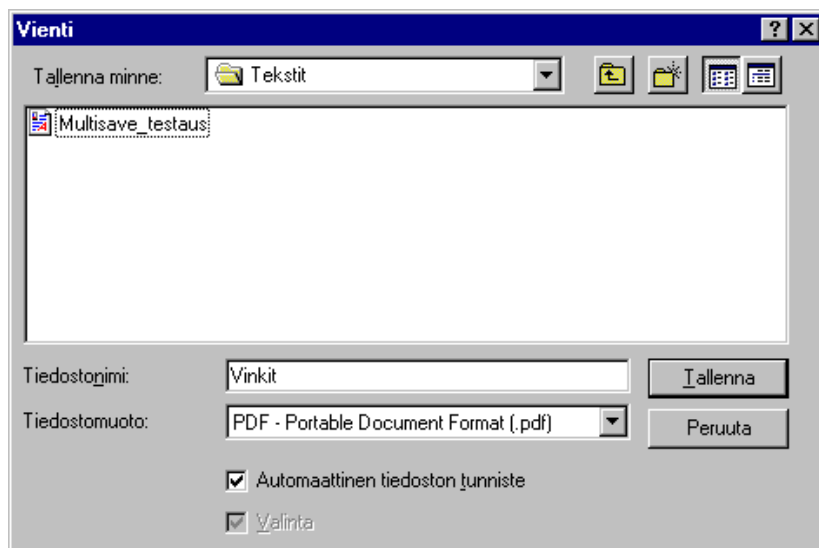 Vienti
Tallenna minne: Tekstit
Multisave_testaus
Tiedostonimi: Vinkit Tallenna
Tiedostomuoto: PDF - Portable Document Format (.pdf) Peruuta
Automaattinen tiedoston tunniste
Valinta